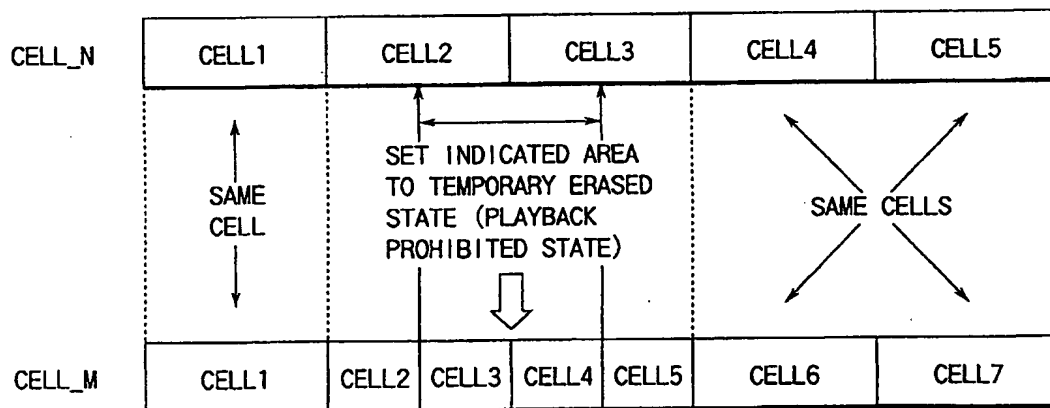 CELL_N CELL1 CELL2 CELL3 CELL4 CELL5
SAME
CELL
SET INDICATED AREA
TO TEMPORARY ERASED
STATE (PLAYBACK
PROHIBITED STATE)
SAME CELLS
CELL_M CELL1 CELL2 CELL3 CELL4 CELL5 CELL6 CELL7